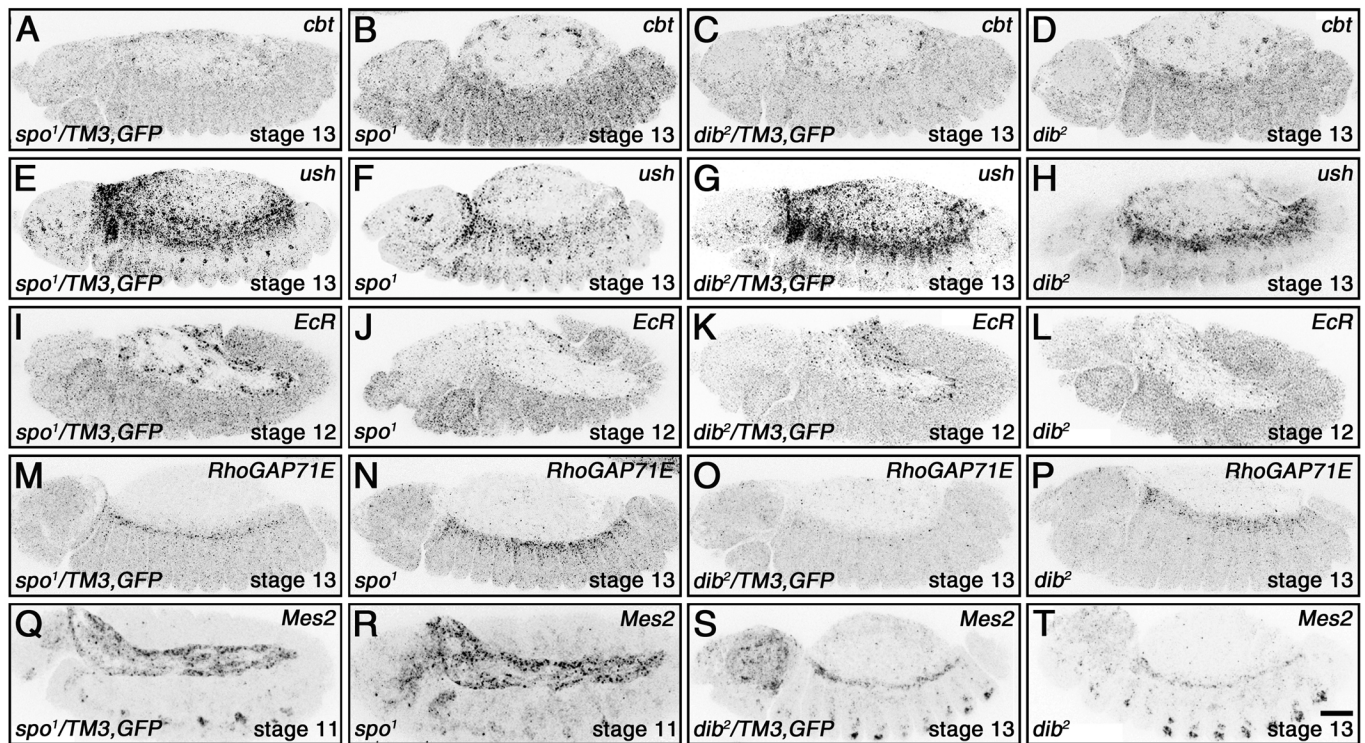 A cbt
spo¹/TM3,GFP stage 13
B cbt
spo¹ stage 13
C cbt
dib²/TM3,GFP stage 13
D cbt
dib² stage 13
E ush
spo¹/TM3,GFP stage 13
F ush
spo¹ stage 13
G ush
dib²/TM3,GFP stage 13
H ush
dib² stage 13
I EcR
spo¹/TM3,GFP stage 12
J EcR
spo¹ stage 12
K EcR
dib²/TM3,GFP stage 12
L EcR
dib² stage 12
M RhoGAP71E
spo¹/TM3,GFP stage 13
N RhoGAP71E
spo¹ stage 13
O RhoGAP71E
dib²/TM3,GFP stage 13
P RhoGAP71E
dib² stage 13
Q Mes2
spo¹/TM3,GFP stage 11
R Mes2
spo¹ stage 11
S Mes2
dib²/TM3,GFP stage 13
T Mes2
dib² stage 13